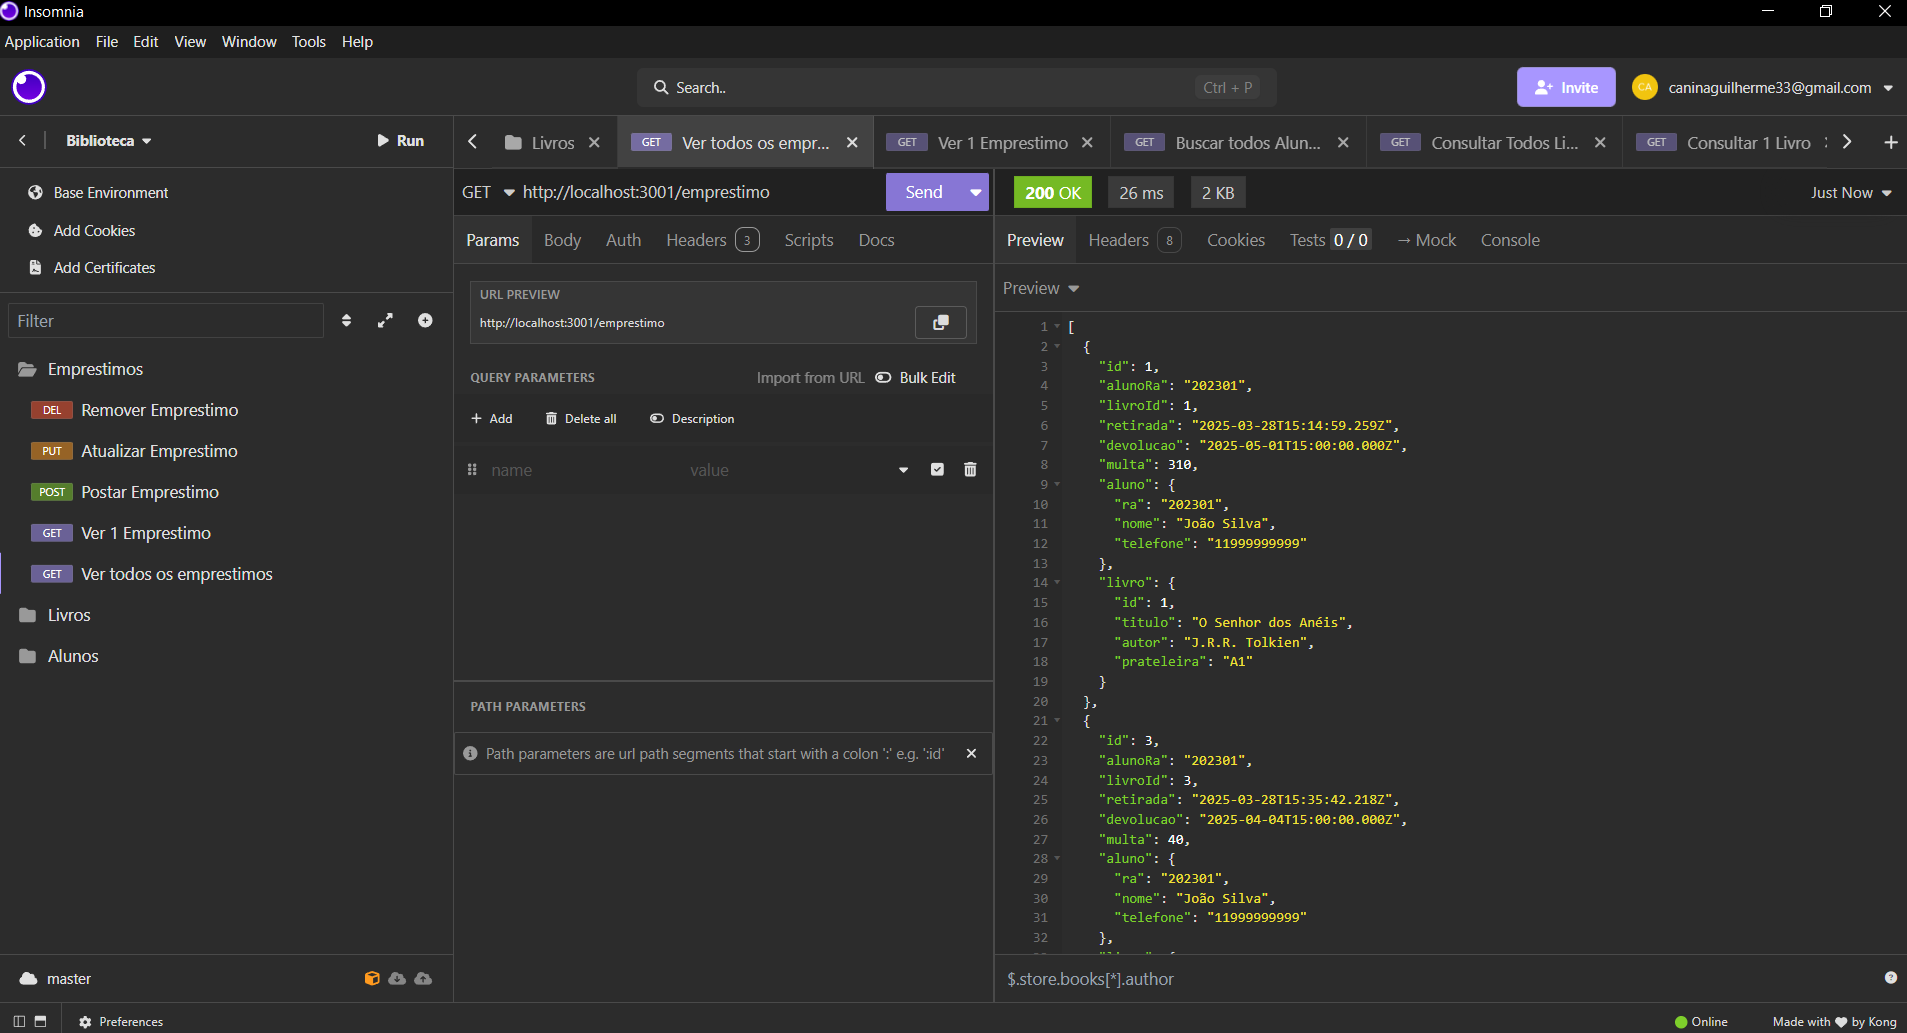 Insomnia
Application File Edit View Window Tools Help
Search.. Ctrl + P
Invite
CA caninaguilherme33@gmail.com
Biblioteca
Run
Livros
GET Ver todos os empr...
GET Ver 1 Emprestimo
GET Buscar todos Alun...
GET Consultar Todos Li...
GET Consultar 1 Livro
Base Environment
Add Cookies
Add Certificates
Filter
Emprestimos
DEL Remover Emprestimo
PUT Atualizar Emprestimo
POST Postar Emprestimo
GET Ver 1 Emprestimo
GET Ver todos os emprestimos
Livros
Alunos
master
GET http://localhost:3001/emprestimo Send
Params Body Auth Headers 3 Scripts Docs
URL PREVIEW
http://localhost:3001/emprestimo
QUERY PARAMETERS Import from URL Bulk Edit
+ Add Delete all Description
name value
PATH PARAMETERS
Path parameters are url path segments that start with a colon ':' e.g. ':id'
200 OK 26 ms 2 KB Just Now
Preview Headers 8 Cookies Tests 0 / 0 → Mock Console
Preview
1 [
2 {
3 "id": 1,
4 "alunoRa": "202301",
5 "livroId": 1,
6 "retirada": "2025-03-28T15:14:59.259Z",
7 "devolucao": "2025-05-01T15:00:00.000Z",
8 "multa": 310,
9 "aluno": {
10 "ra": "202301",
11 "nome": "João Silva",
12 "telefone": "11999999999"
13 },
14 "livro": {
15 "id": 1,
16 "titulo": "O Senhor dos Anéis",
17 "autor": "J.R.R. Tolkien",
18 "prateleira": "A1"
19 }
20 },
21 {
22 "id": 3,
23 "alunoRa": "202301",
24 "livroId": 3,
25 "retirada": "2025-03-28T15:35:42.218Z",
26 "devolucao": "2025-04-04T15:00:00.000Z",
27 "multa": 40,
28 "aluno": {
29 "ra": "202301",
30 "nome": "João Silva",
31 "telefone": "11999999999"
32 },
$.store.books[*].author
Preferences
Online Made with ♥ by Kong